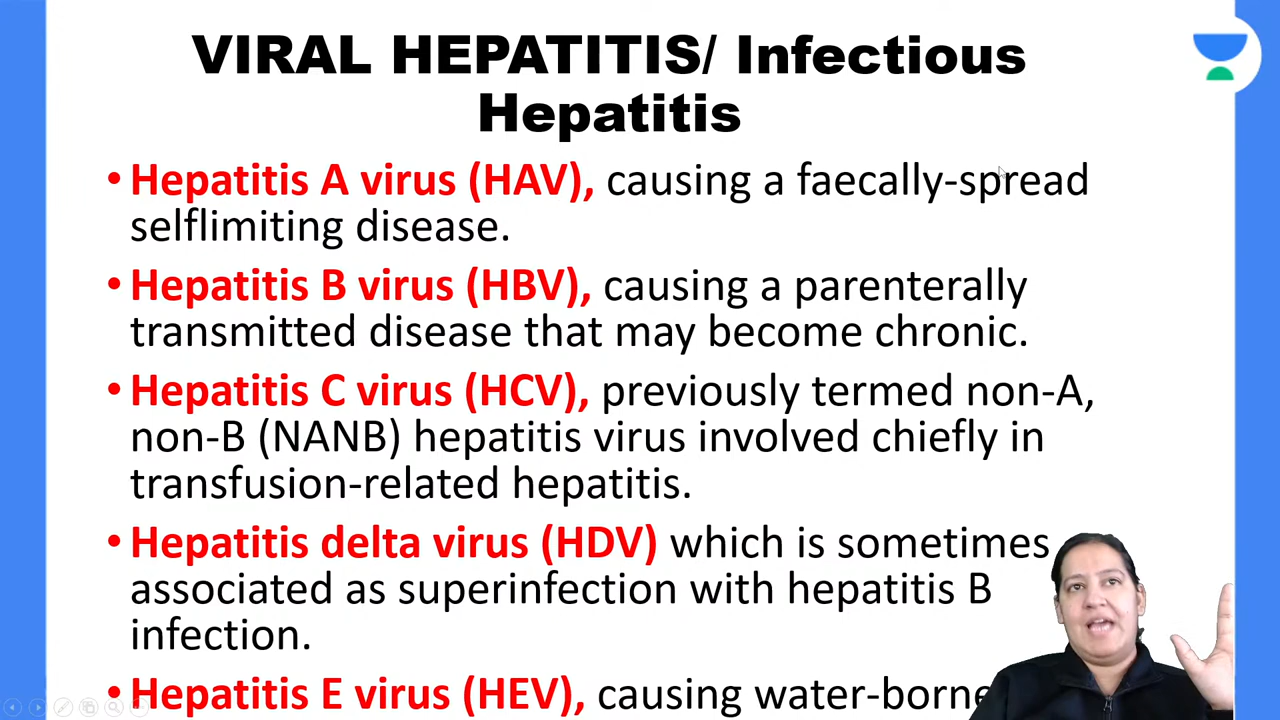 VIRAL HEPATITIS/ Infectious
Hepatitis
• Hepatitis A virus (HAV), causing a faecally-spread
selflimiting disease.
• Hepatitis B virus (HBV), causing a parenterally
transmitted disease that may become chronic.
• Hepatitis C virus (HCV), previously termed non-A,
non-B (NANB) hepatitis virus involved chiefly in
transfusion-related hepatitis.
• Hepatitis delta virus (HDV) which is sometimes
associated as superinfection with hepatitis B
infection.
• Hepatitis E virus (HEV), causing water-borne